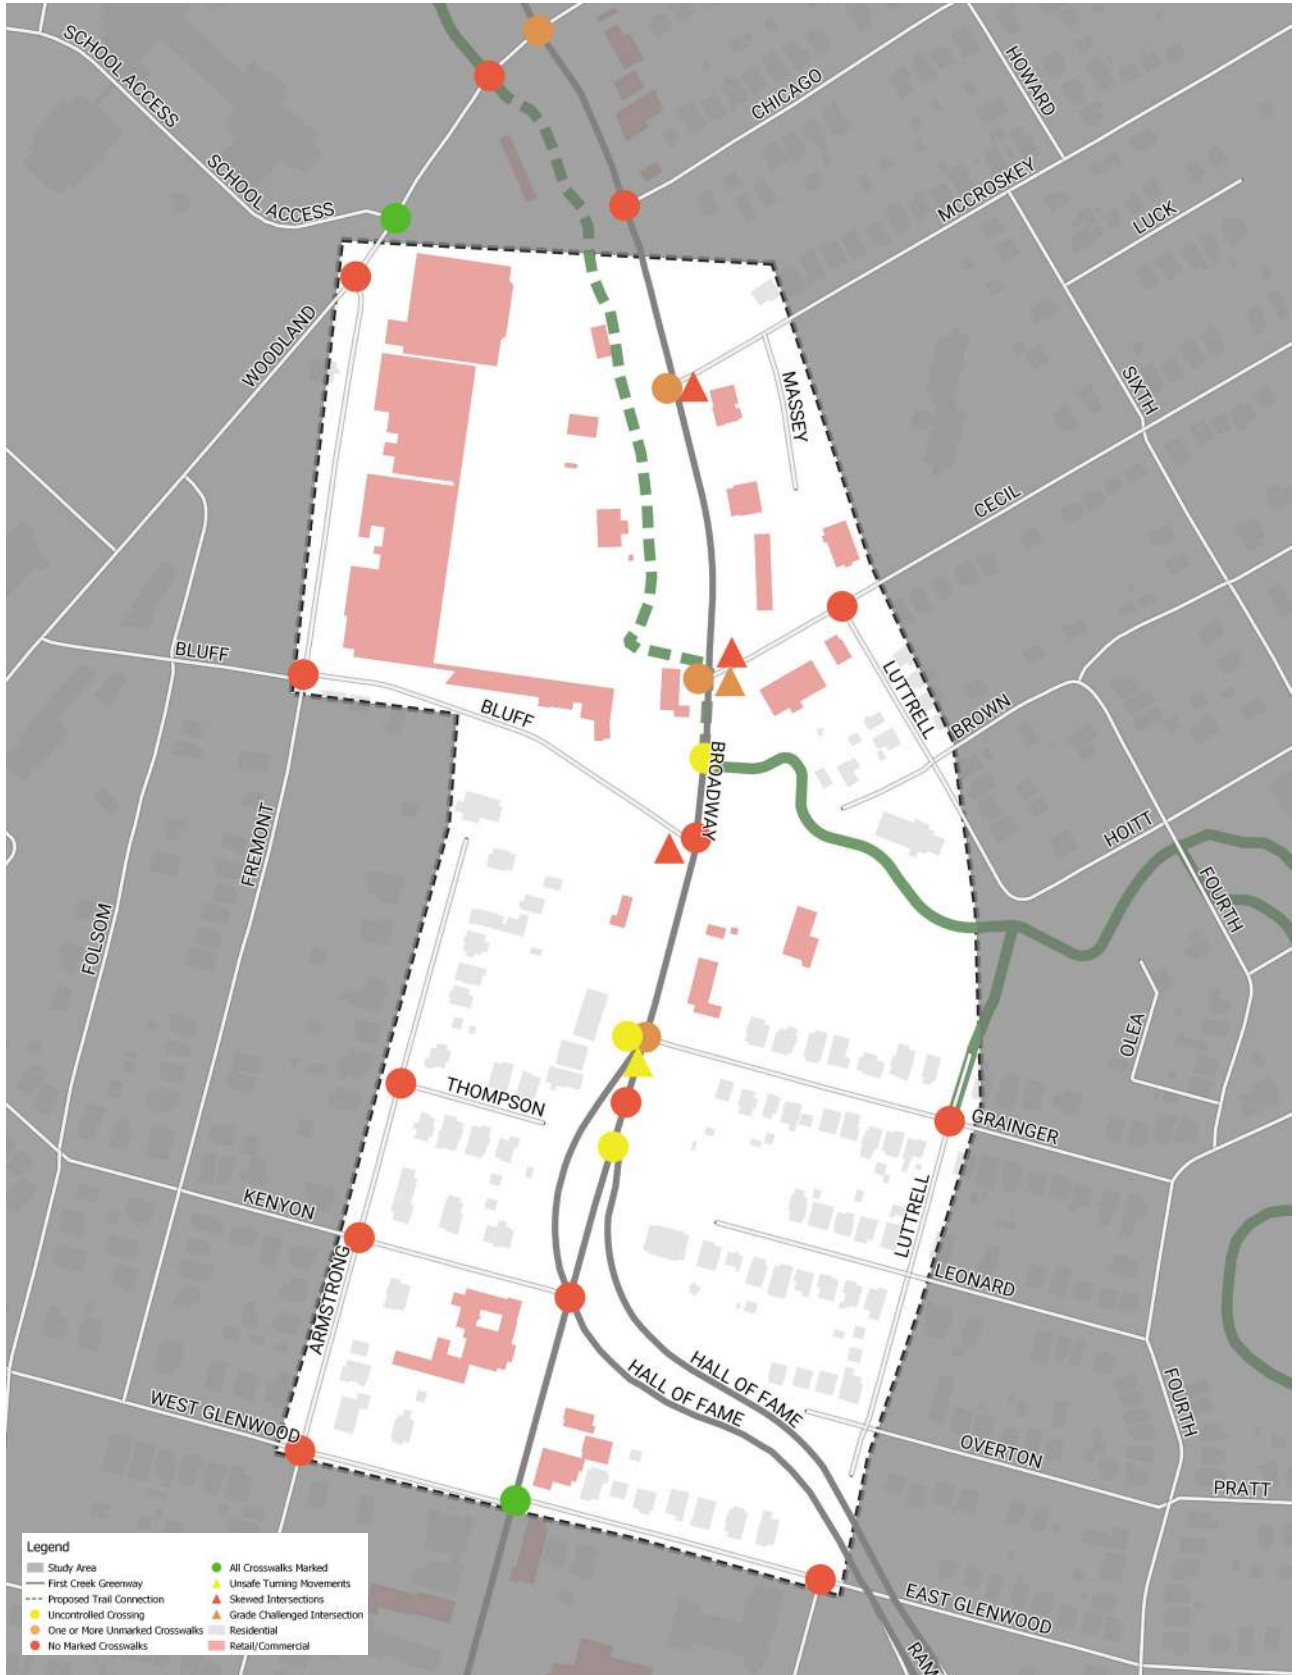 SCHOOL ACCESS
HOWARD
CHICAGO
MCCROSKEY
SCHOOL ACCESS
LUCK
WOODLAND
SIXTH
MASSEY
CECIL
BLUFF
LUTTRELL
BLUFF
BROWN
BROADWAY
HOITT
FREMONT
FOURTH
FOLSOM
OLEA
THOMPSON
GRAINGER
KENYON
LUTTRELL
LEONARD
ARMSTRONG
HALL OF FAME
HALL OF FAME
WEST GLENWOOD
FOURTH
OVERTON
PRATT
EAST GLENWOOD
RAM
Legend
Study Area
First Creek Greenway
Proposed Trail Connection
Uncontrolled Crossing
One or More Unmarked Crosswalks
No Marked Crosswalks
All Crosswalks Marked
Unsafe Turning Movements
Skewed Intersections
Grade Challenged Intersection
Residential
Retail/Commercial